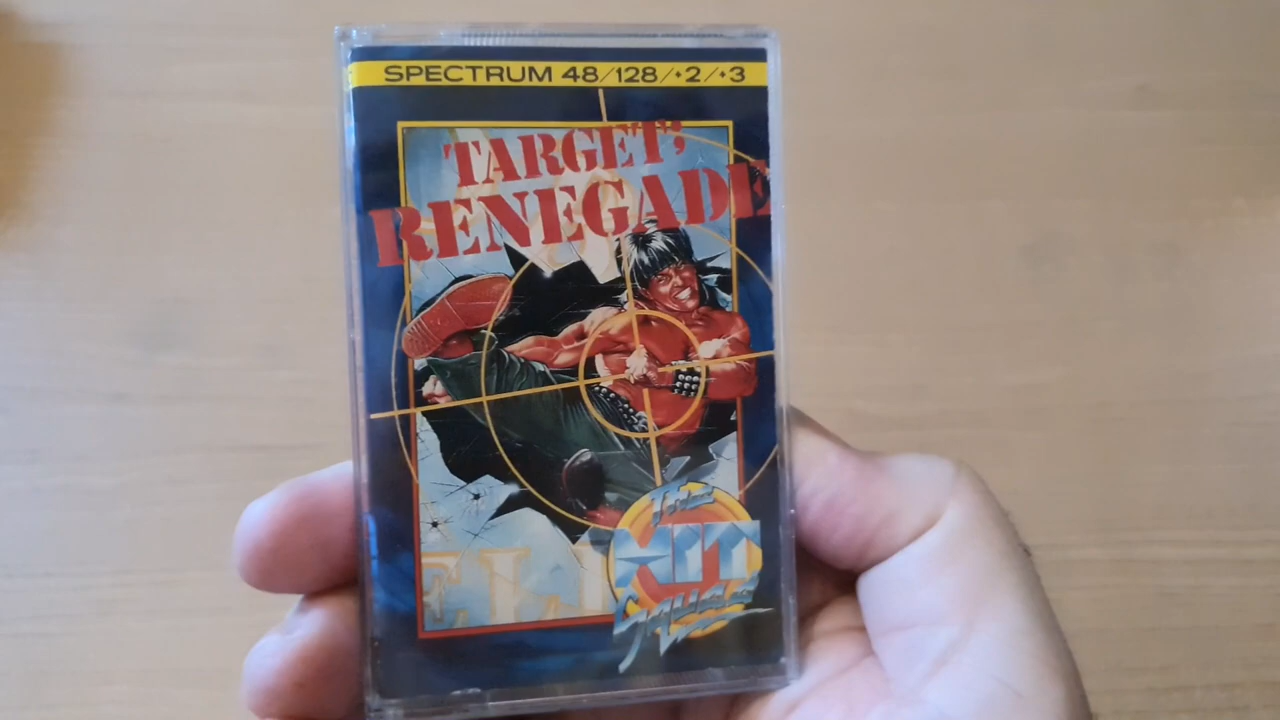 SPECTRUM 48/128/+2/+3
TARGET;
RENEGADE
THE
HIT
SQUAD